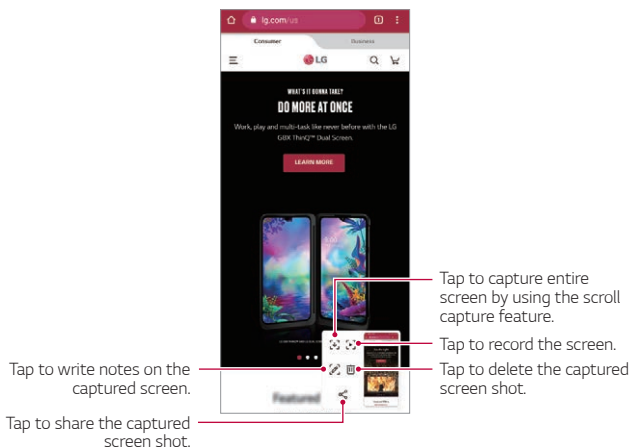 lg.com/us
Consumer
Business
LG
WHAT'S IT GONNA TAKE?
DO MORE AT ONCE
Work, play and multi-task like never before with the LG
G8X ThinQ™ Dual Screen.
LEARN MORE
8:00
Tap to capture entire
screen by using the scroll
capture feature.
Tap to record the screen.
Tap to write notes on the
captured screen.
Tap to delete the captured
screen shot.
Featured
Tap to share the captured
screen shot.